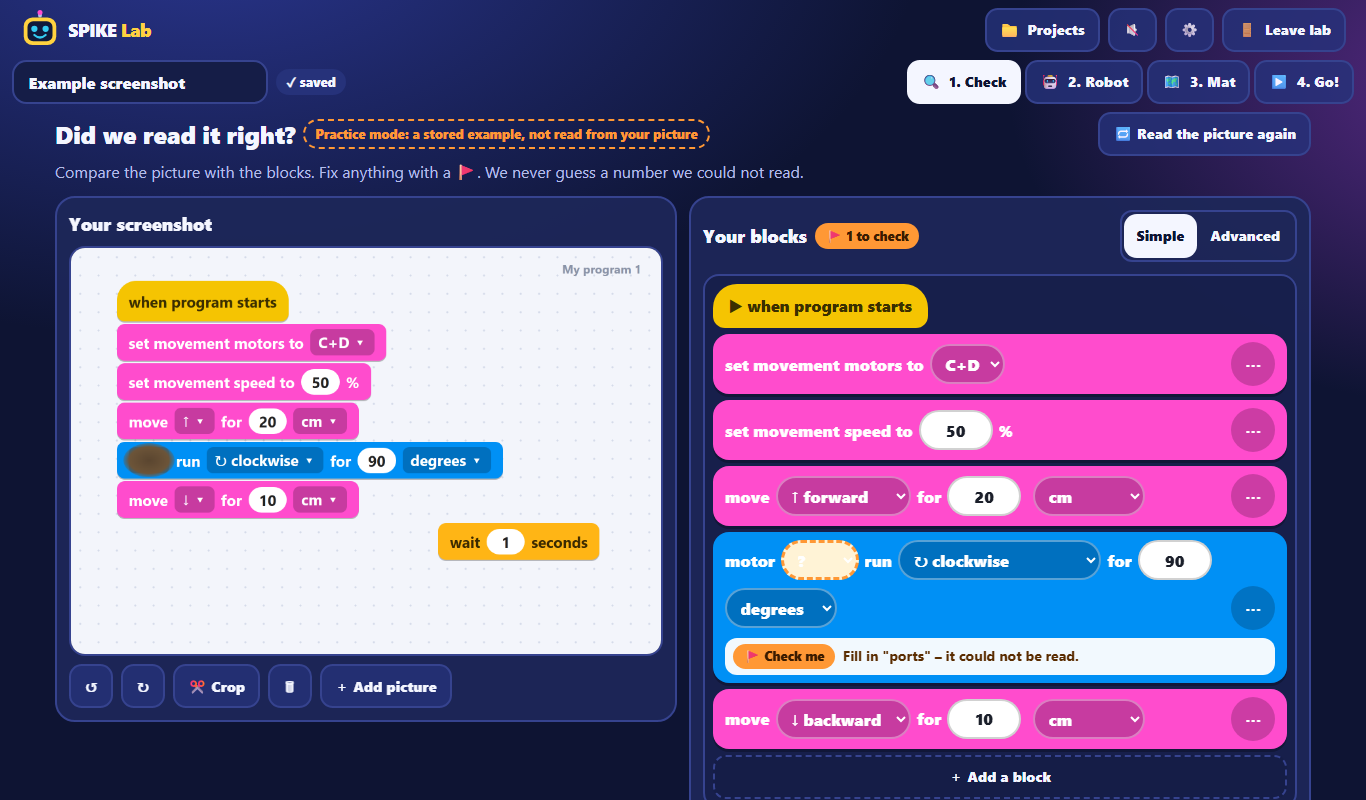 SPIKE Lab
Projects
Leave lab
Example screenshot
✓ saved
1. Check
2. Robot
3. Mat
4. Go!
Did we read it right?
Practice mode: a stored example, not read from your picture
Read the picture again
Compare the picture with the blocks. Fix anything with a 🚩. We never guess a number we could not read.
Your screenshot
My program 1
when program starts
set movement motors to C+D
set movement speed to 50 %
move ↑ for 20 cm
run ↻ clockwise for 90 degrees
move ↓ for 10 cm
wait 1 seconds
↺
↻
Crop
+ Add picture
Your blocks
1 to check
Simple
Advanced
▶ when program starts
set movement motors to C+D ---
set movement speed to 50 % ---
move ↑ forward for 20 cm ---
motor ? run ↻ clockwise for 90
degrees ---
Check me Fill in "ports" – it could not be read.
move ↓ backward for 10 cm ---
+ Add a block